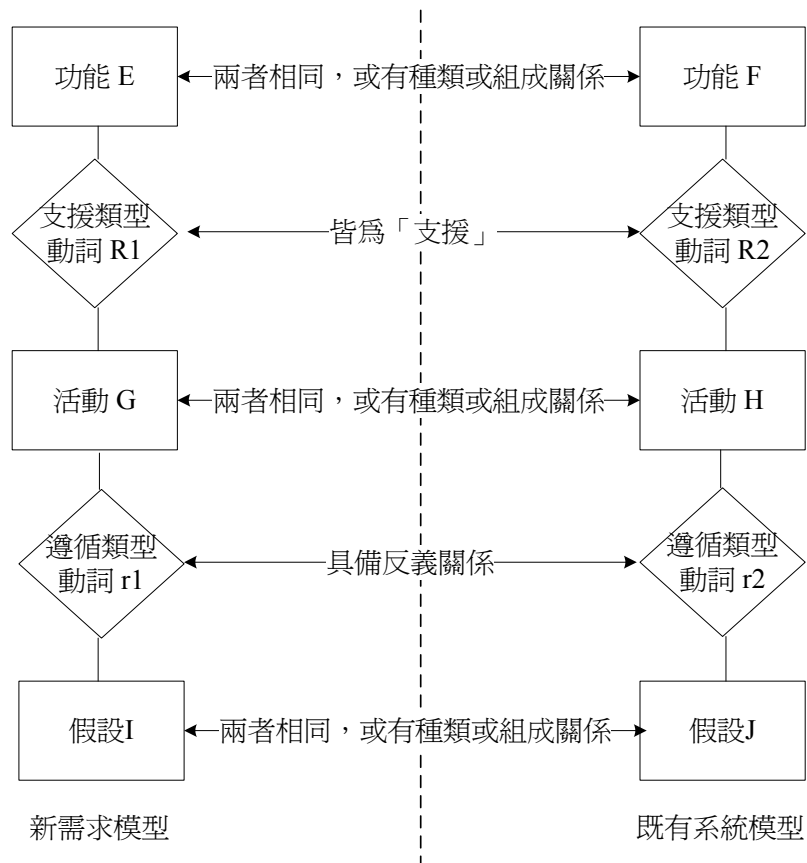 功能 E
兩者相同，或有種類或組成關係
功能 F
支援類型
動詞 R1
皆為「支援」
支援類型
動詞 R2
活動 G
兩者相同，或有種類或組成關係
活動 H
遵循類型
動詞 r1
具備反義關係
遵循類型
動詞 r2
假設I
兩者相同，或有種類或組成關係
假設J
新需求模型
既有系統模型